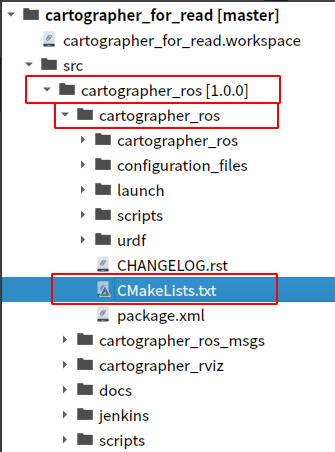 cartographer_for_read [master]
cartographer_for_read.workspace
src
cartographer_ros [1.0.0]
cartographer_ros
cartographer_ros
configuration_files
launch
scripts
urdf
CHANGELOG.rst
CMakeLists.txt
package.xml
cartographer_ros_msgs
cartographer_rviz
docs
jenkins
scripts